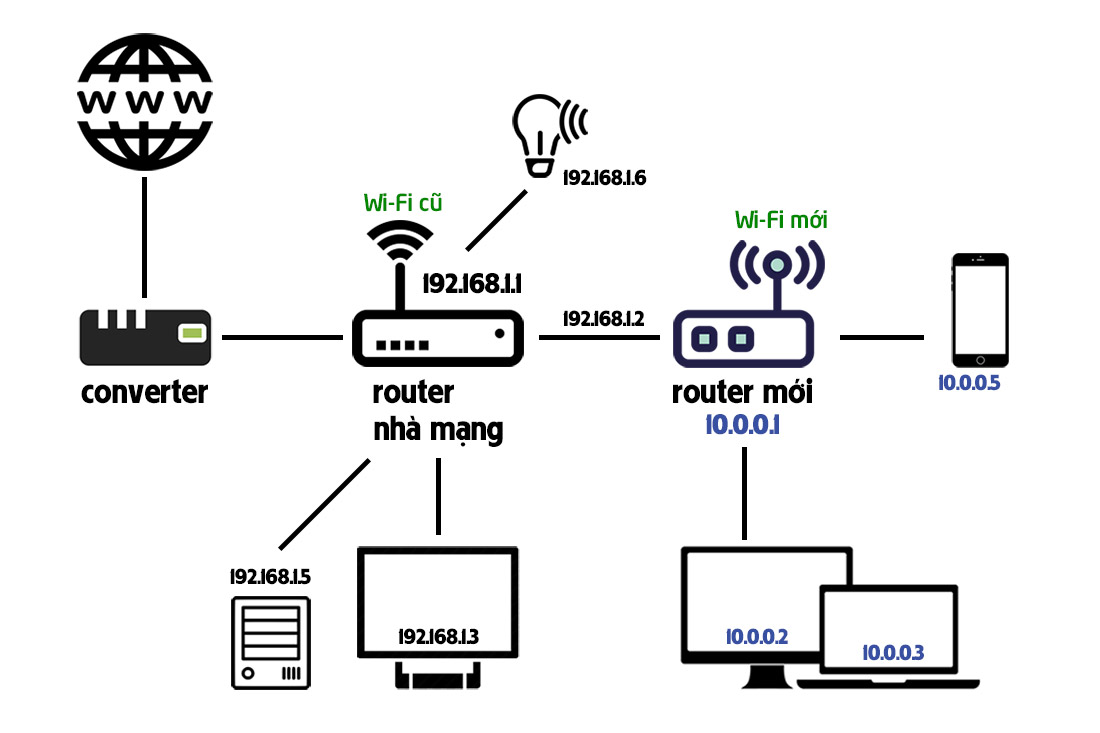 WWW
192.168.1.6
Wi-Fi cũ
Wi-Fi mới
192.168.1.1
192.168.1.2
converter
router
nhà mạng
router mới
10.0.0.1
10.0.0.5
192.168.1.5
192.168.1.3
10.0.0.2
10.0.0.3